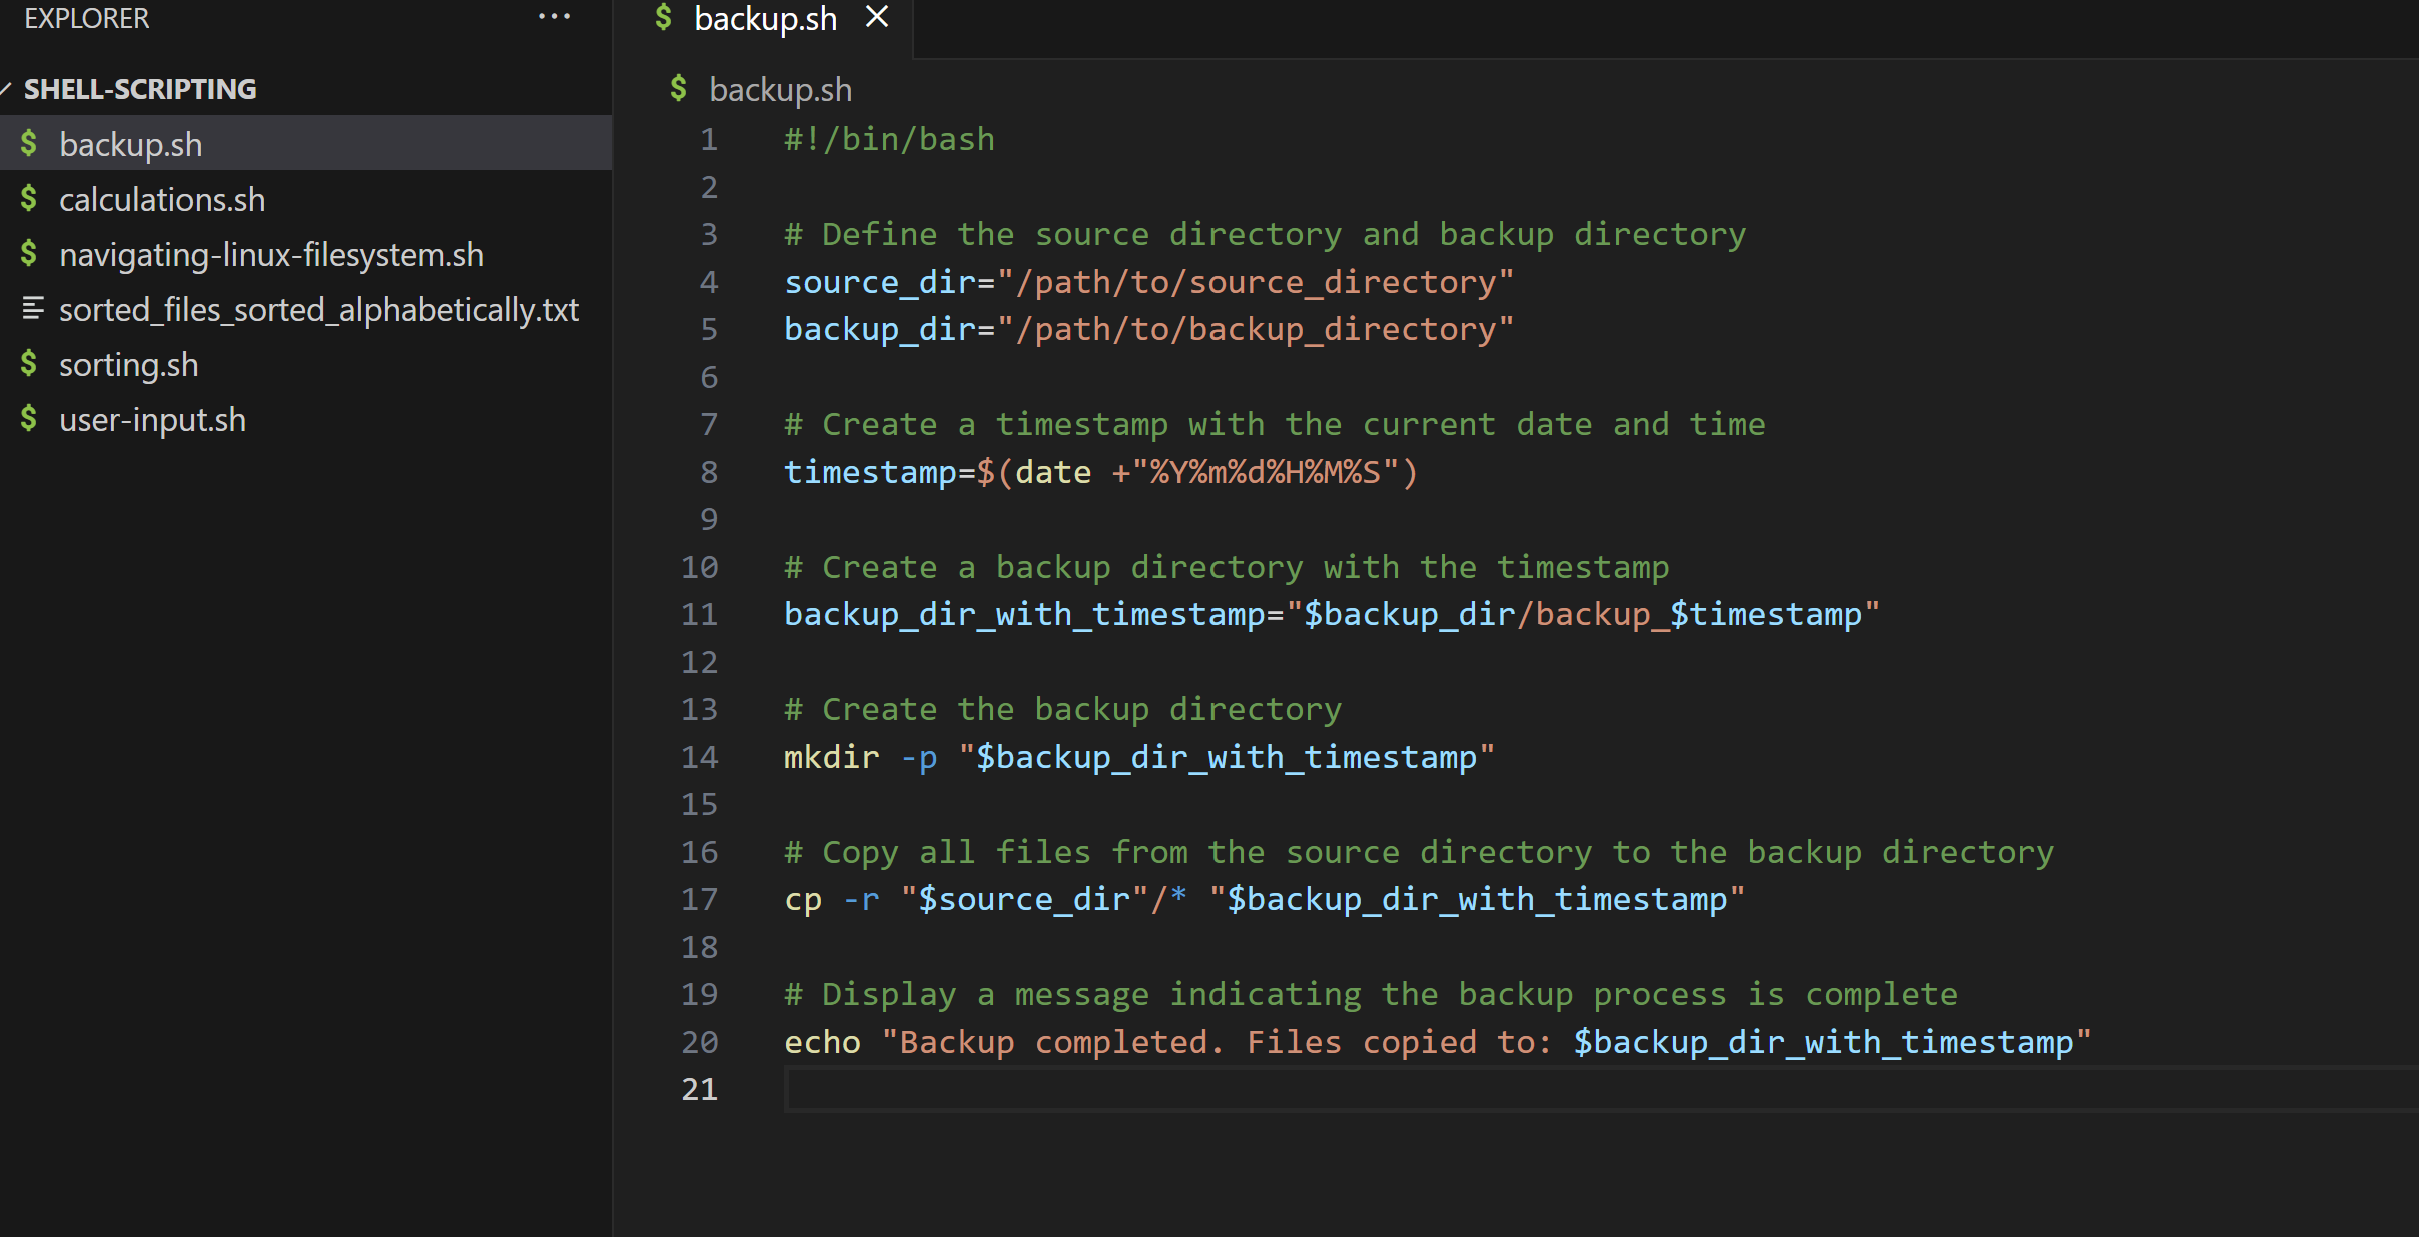 EXPLORER
SHELL-SCRIPTING
$ backup.sh
$ calculations.sh
$ navigating-linux-filesystem.sh
sorted_files_sorted_alphabetically.txt
$ sorting.sh
$ user-input.sh
$ backup.sh
$ backup.sh
1 #!/bin/bash
2
3 # Define the source directory and backup directory
4 source_dir="/path/to/source_directory"
5 backup_dir="/path/to/backup_directory"
6
7 # Create a timestamp with the current date and time
8 timestamp=$(date +"%Y%m%d%H%M%S")
9
10 # Create a backup directory with the timestamp
11 backup_dir_with_timestamp="$backup_dir/backup_$timestamp"
12
13 # Create the backup directory
14 mkdir -p "$backup_dir_with_timestamp"
15
16 # Copy all files from the source directory to the backup directory
17 cp -r "$source_dir"/* "$backup_dir_with_timestamp"
18
19 # Display a message indicating the backup process is complete
20 echo "Backup completed. Files copied to: $backup_dir_with_timestamp"
21